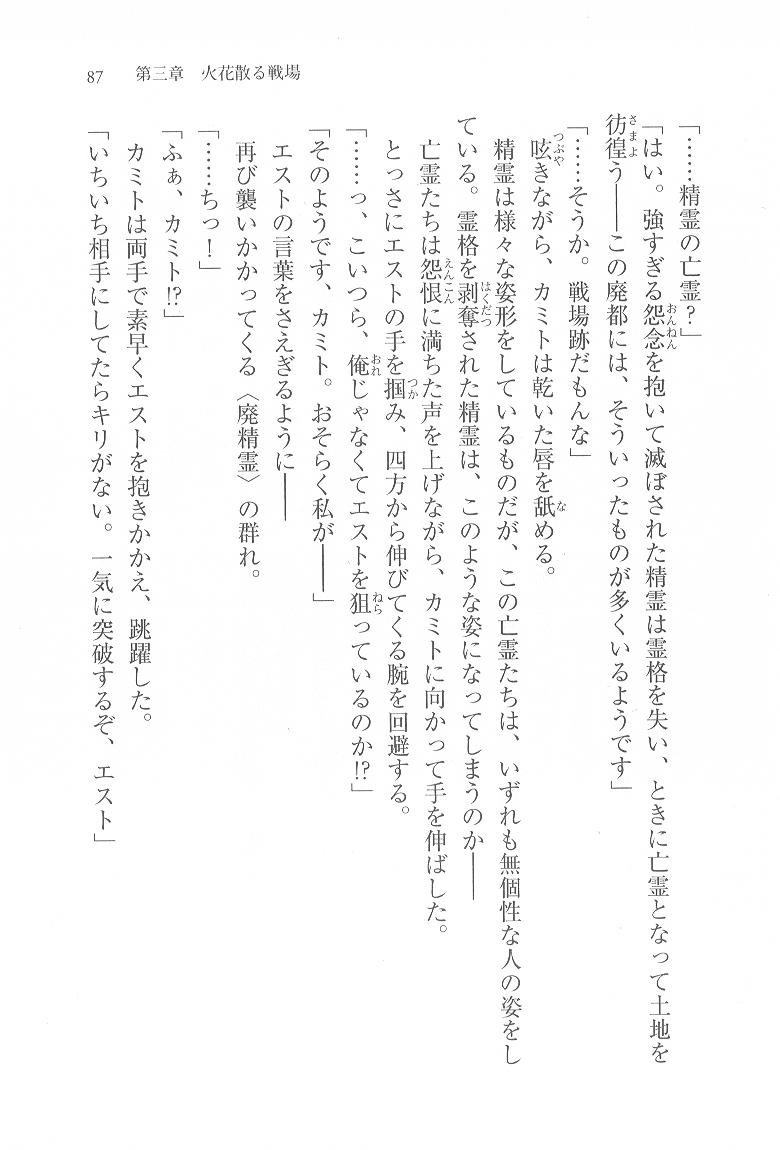 87　第三章　火花散る戦場
「……精霊の亡霊？」
「はい。強すぎる怨念を抱いて滅ぼされた精霊は霊格を失い、ときに亡霊となって土地を
彷徨う――この廃都には、そういったものが多くいるようです」
「……そうか。戦場跡だもんな」
呟きながら、カミトは乾いた唇を舐める。
精霊は様々な姿形をしているものだが、この亡霊たちは、いずれも無個性な人の姿をし
ている。霊格を剥奪された精霊は、このような姿になってしまうのか――
亡霊たちは怨恨に満ちた声を上げながら、カミトに向かって手を伸ばした。
とっさにエストの手を掴み、四方から伸びてくる腕を回避する。
「……っ、こいつら、俺じゃなくてエストを狙っているのか!?」
「そのようです、カミト。おそらく私が――」
エストの言葉をさえぎるように――
再び襲いかかってくる〈廃精霊〉の群れ。
「……ちっ！」
「ふぁ、カミト!?」
カミトは両手で素早くエストを抱きかかえ、跳躍した。
「いちいち相手にしてたらキリがない。一気に突破するぞ、エスト」